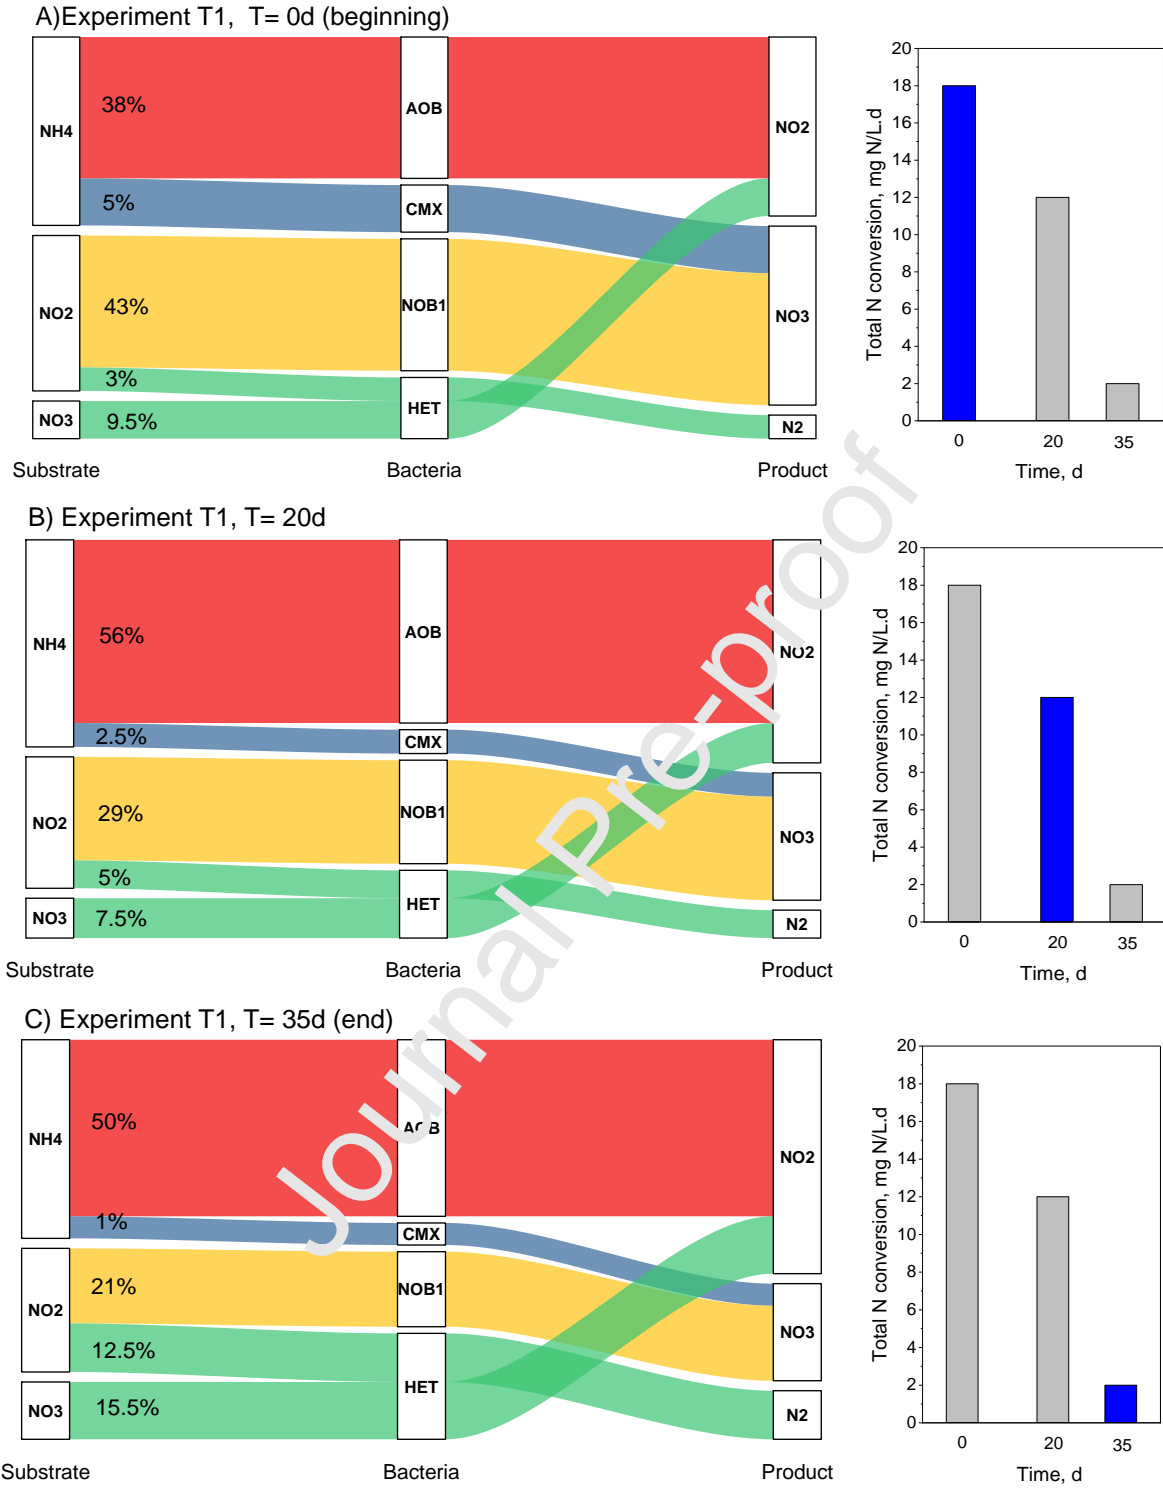 A)Experiment T1, T= 0d (beginning)
NH4
38%
5%
NO2
43%
3%
NO3
9.5%
AOB
CMX
NOB1
HET
NO2
NO3
N2
Substrate
Bacteria
Product
Total N conversion, mg N/L.d
20
18
16
14
12
10
8
6
4
2
0
0
20
35
Time, d
B) Experiment T1, T= 20d
NH4
56%
2.5%
NO2
29%
5%
NO3
7.5%
AOB
CMX
NOB1
HET
NO2
NO3
N2
Substrate
Bacteria
Product
Total N conversion, mg N/L.d
20
18
16
14
12
10
8
6
4
2
0
0
20
35
Time, d
C) Experiment T1, T= 35d (end)
NH4
50%
1%
NO2
21%
12.5%
NO3
15.5%
AOB
CMX
NOB1
HET
NO2
NO3
N2
Substrate
Bacteria
Product
Total N conversion, mg N/L.d
20
18
16
14
12
10
8
6
4
2
0
0
20
35
Time, d
Journal Pre-proof